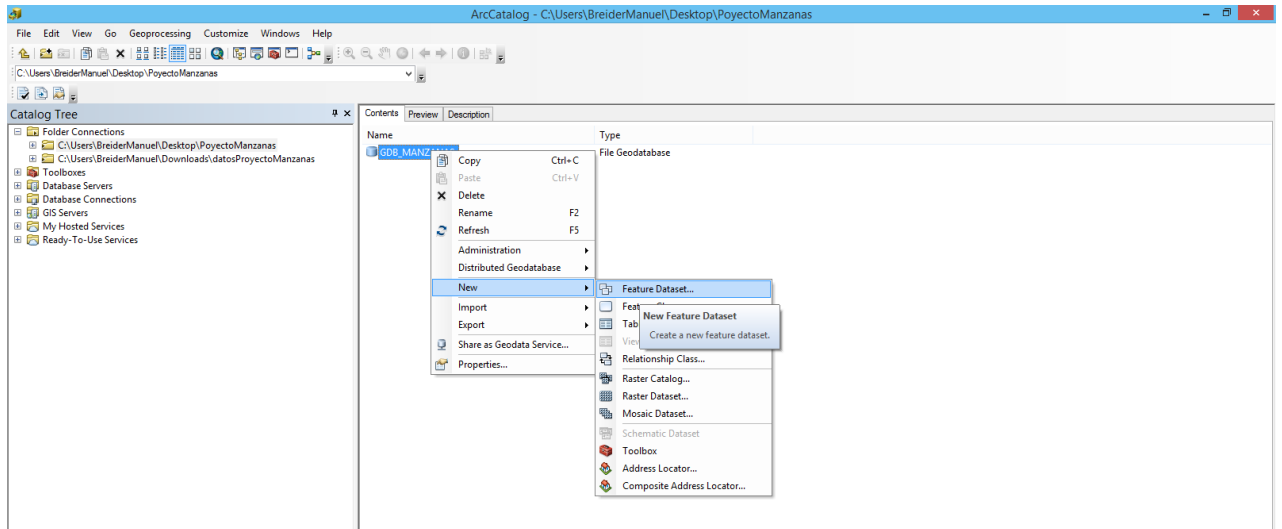 ArcCatalog - C:\Users\BreiderManuel\Desktop\PoyectoManzanas
File Edit View Go Geoprocessing Customize Windows Help
C:\Users\BreiderManuel\Desktop\PoyectoManzanas
Catalog Tree
Folder Connections
C:\Users\BreiderManuel\Desktop\PoyectoManzanas
C:\Users\BreiderManuel\Downloads\datosProyectoManzanas
Toolboxes
Database Servers
Database Connections
GIS Servers
My Hosted Services
Ready-To-Use Services
Contents Preview Description
Name Type
File Geodatabase
Copy Ctrl+C
Paste Ctrl+V
Delete
Rename F2
Refresh F5
Administration
Distributed Geodatabase
New
Import
Export
Share as Geodata Service...
Properties...
Feature Dataset...
New Feature Dataset
Create a new feature dataset.
Relationship Class...
Raster Catalog...
Raster Dataset...
Mosaic Dataset...
Schematic Dataset
Toolbox
Address Locator...
Composite Address Locator...